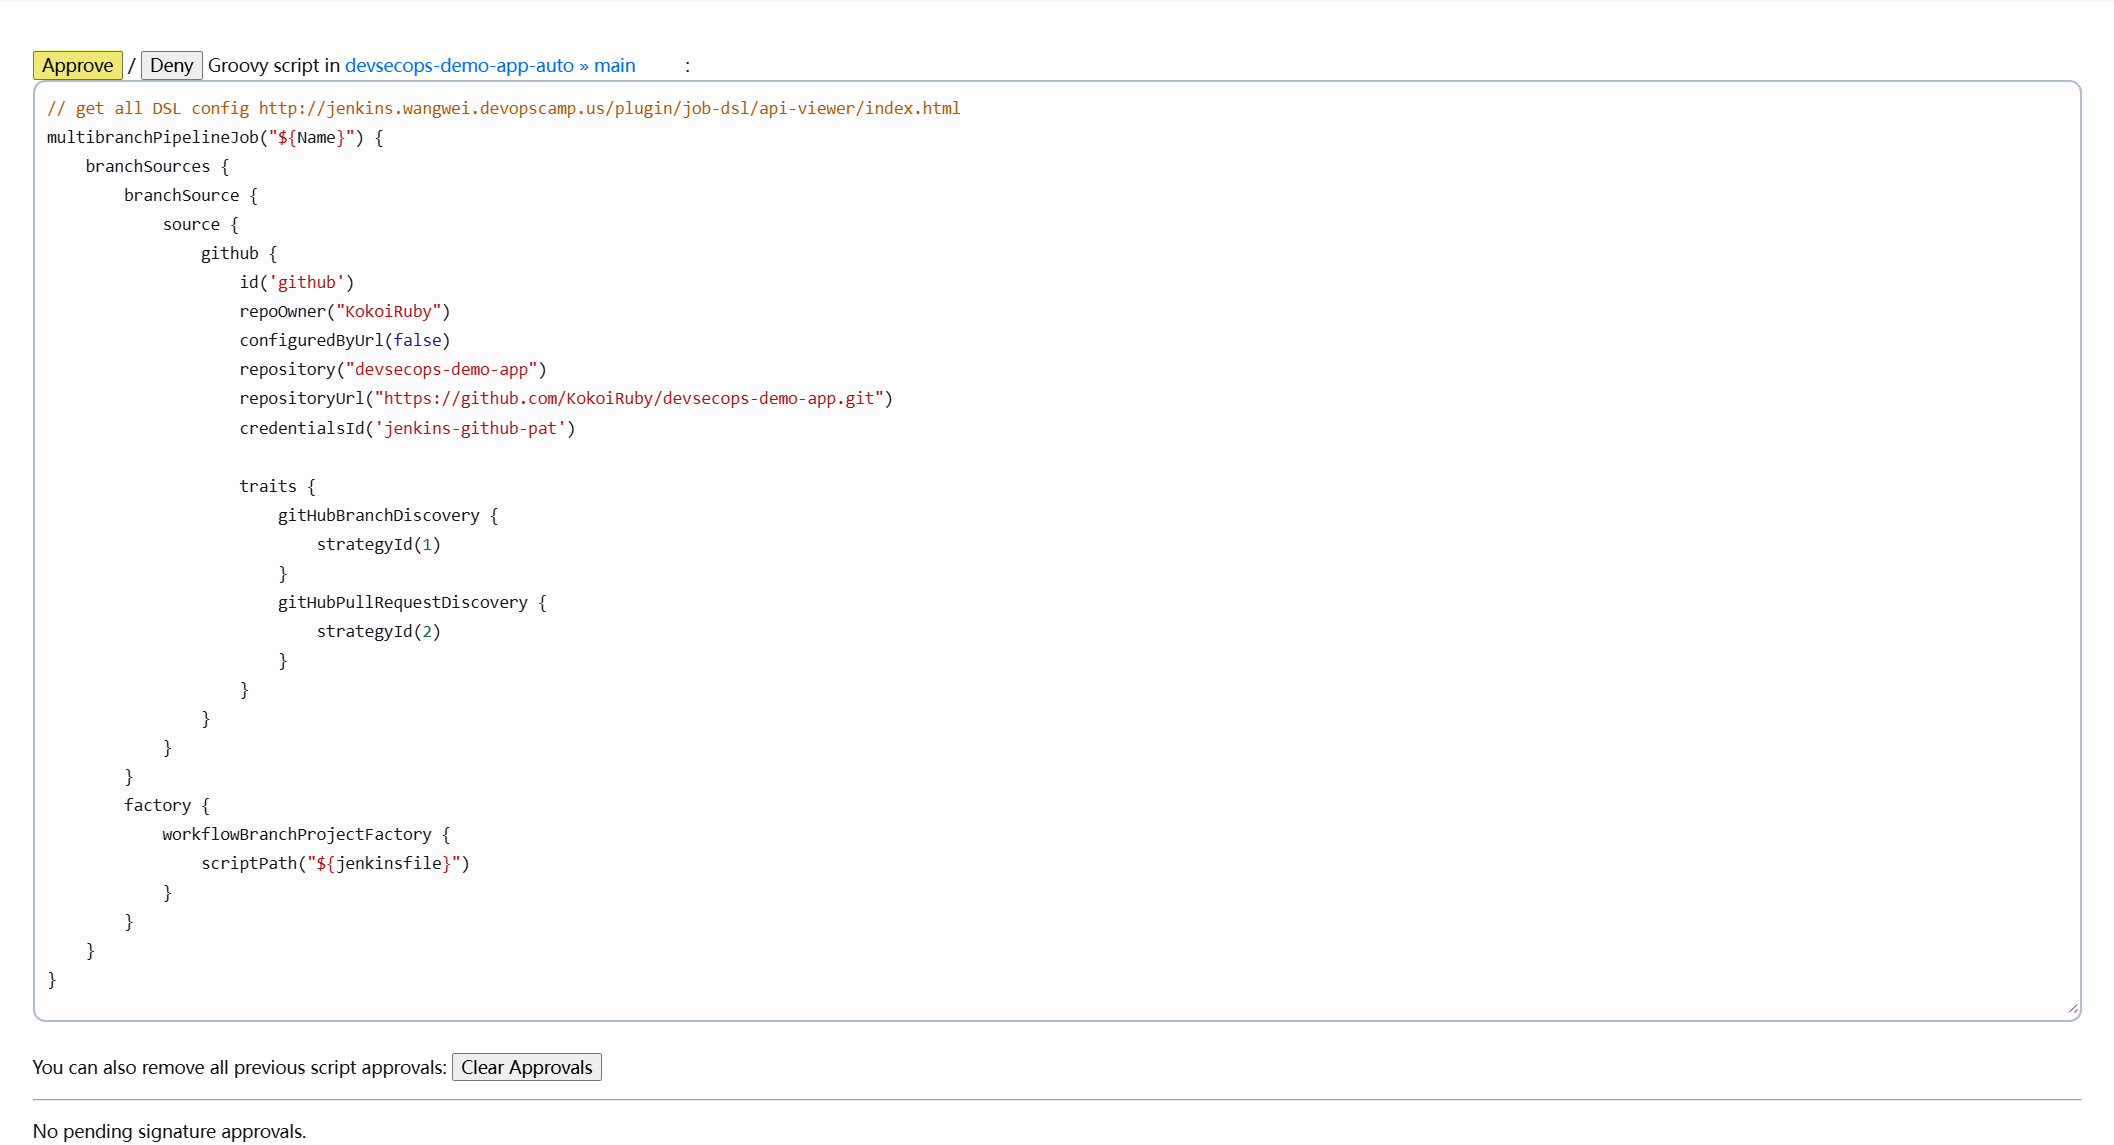 Approve / Deny Groovy script in devsecops-demo-app-auto » main :
// get all DSL config http://jenkins.wangwei.devopscamp.us/plugin/job-dsl/api-viewer/index.html
multibranchPipelineJob("${Name}") {
    branchSources {
        branchSource {
            source {
                github {
                    id('github')
                    repoOwner("KokoiRuby")
                    configuredByUrl(false)
                    repository("devsecops-demo-app")
                    repositoryUrl("https://github.com/KokoiRuby/devsecops-demo-app.git")
                    credentialsId('jenkins-github-pat')

                    traits {
                        gitHubBranchDiscovery {
                            strategyId(1)
                        }
                        gitHubPullRequestDiscovery {
                            strategyId(2)
                        }
                    }
                }
            }
        }
        factory {
            workflowBranchProjectFactory {
                scriptPath("${jenkinsfile}")
            }
        }
    }
}
You can also remove all previous script approvals: Clear Approvals
No pending signature approvals.